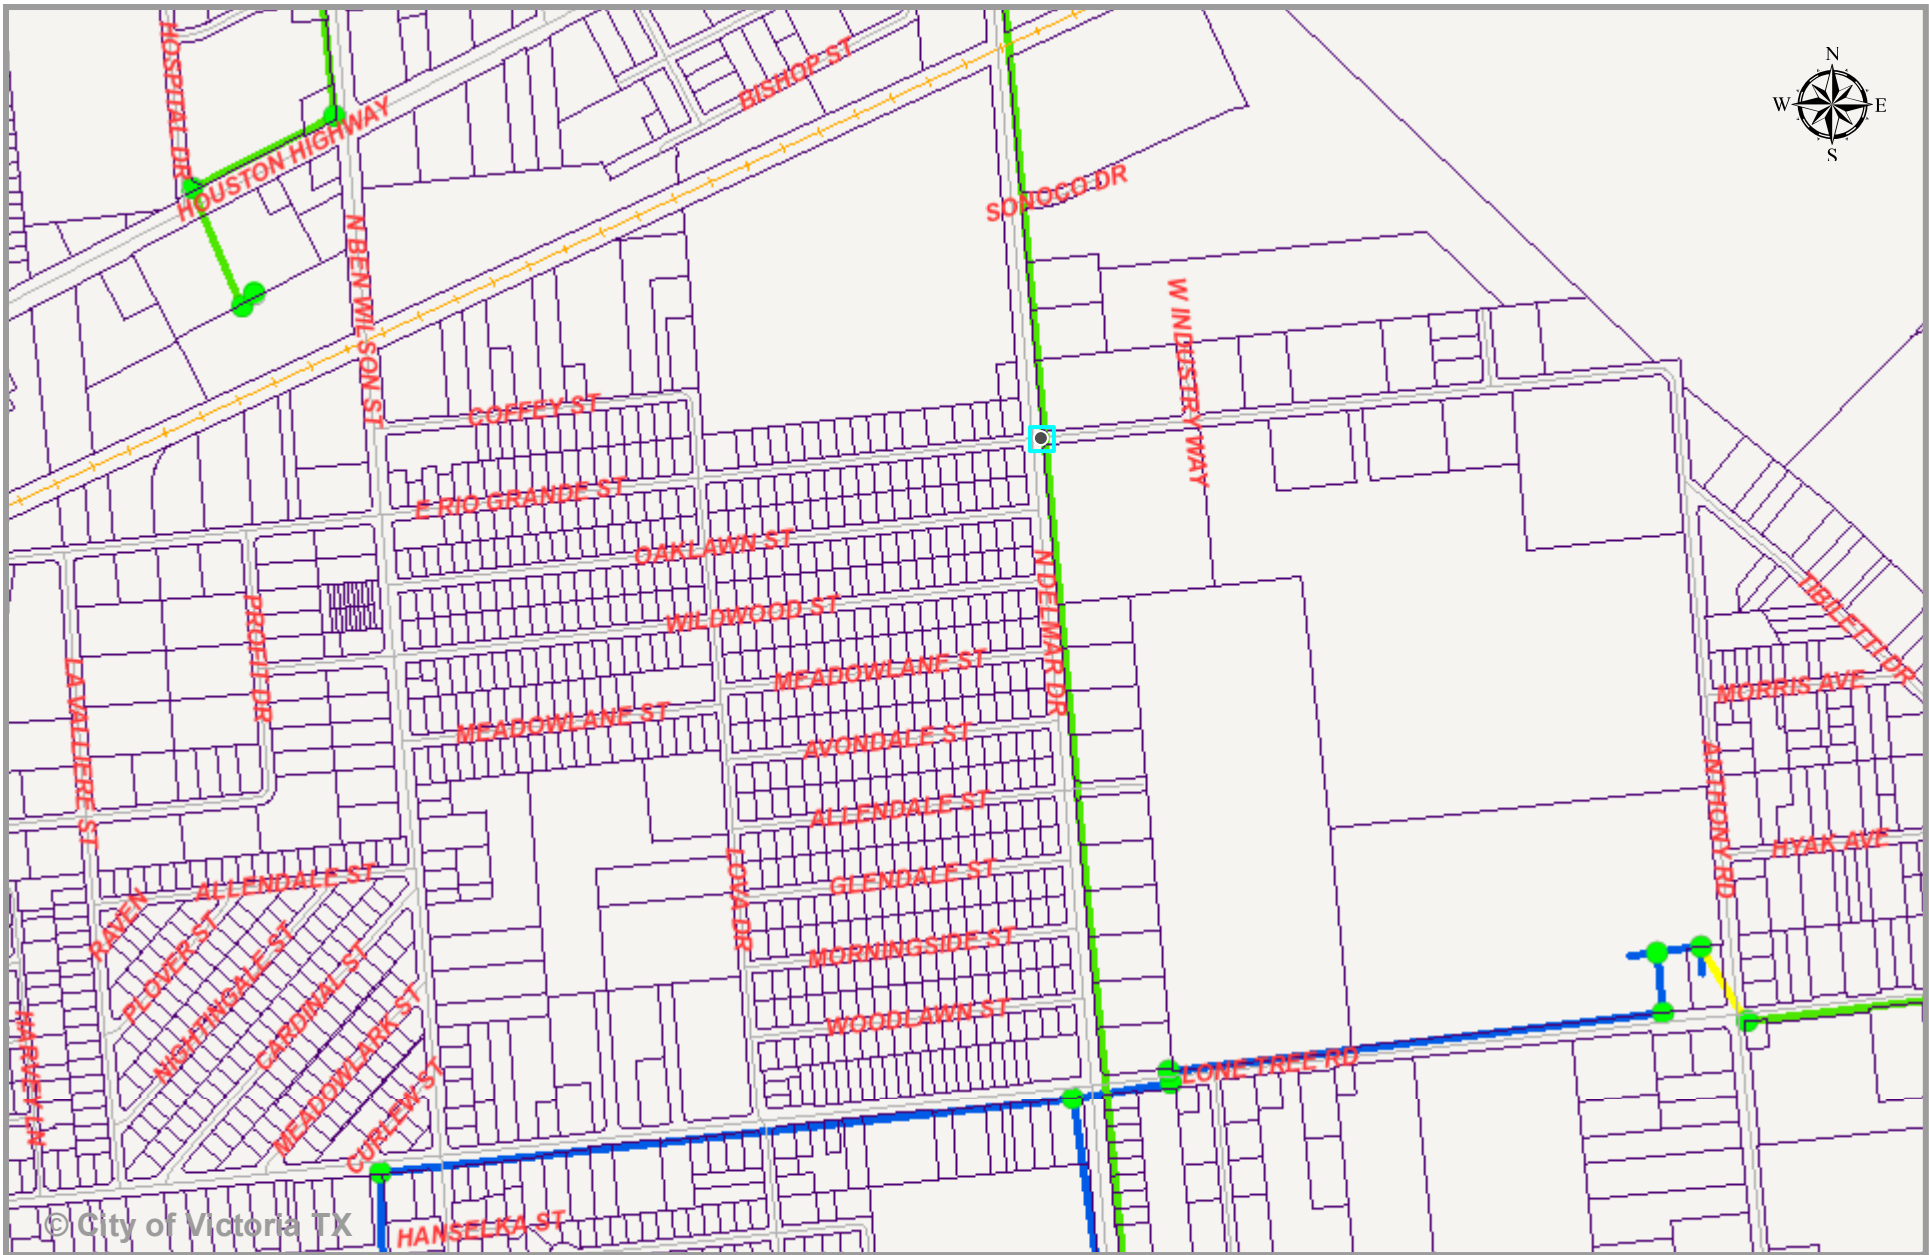 HOSPITAL DR
BISHOP ST
N
W E
S
HOUSTON HIGHWAY
SONOCO DR
N BEN WILSON ST
W INDUSTRY WAY
COFFEY ST
E RIO GRANDE ST
OAKLAWN ST
N DELMAR DR
TIBILETTI DR
PROFIT DR
WILDWOOD ST
LA VALLIERE ST
MEADOWLANE ST
MORRIS AVE
MEADOWLANE ST
AVONDALE ST
ANTHONY RD
ALLENDALE ST
HYAK AVE
LOVA DR
ALLENDALE ST
GLENDALE ST
RAVEN
PLOVER ST
NIGHTINGALE ST
CARDINAL ST
MORNINGSIDE ST
MEADOWLARK ST
WOODLAWN ST
HARVEY LN
CURLEW ST
LONE TREE RD
HANSELKA ST
© City of Victoria TX